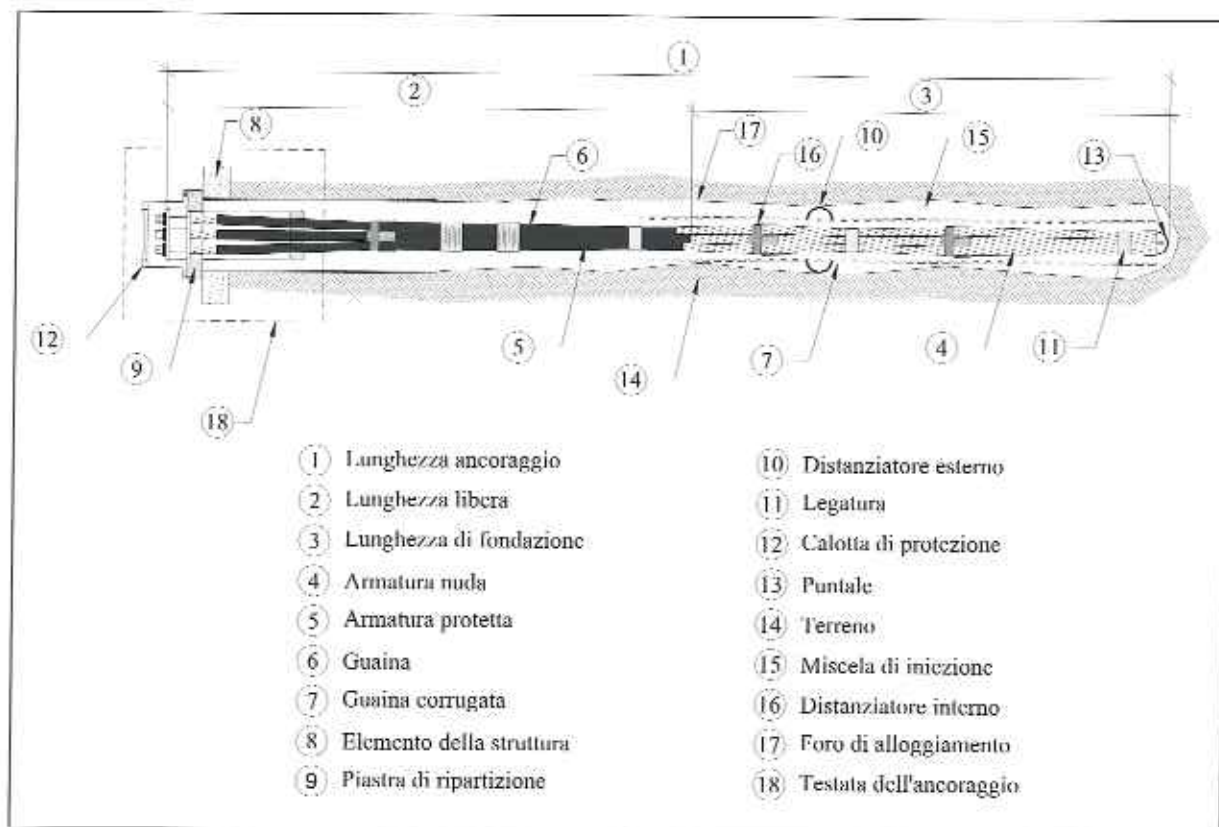 1
2
3
8
17
10
15
6
16
13
12
9
5
14
7
4
11
18
1 Lunghezza ancoraggio
2 Lunghezza libera
3 Lunghezza di fondazione
4 Armatura nuda
5 Armatura protetta
6 Guaina
7 Guaina corrugata
8 Elemento della struttura
9 Piastra di ripartizione
10 Distanziatore esterno
11 Legatura
12 Calotta di protezione
13 Puntale
14 Terreno
15 Miscela di iniezione
16 Distanziatore interno
17 Foro di alloggiamento
18 Testata dell'ancoraggio